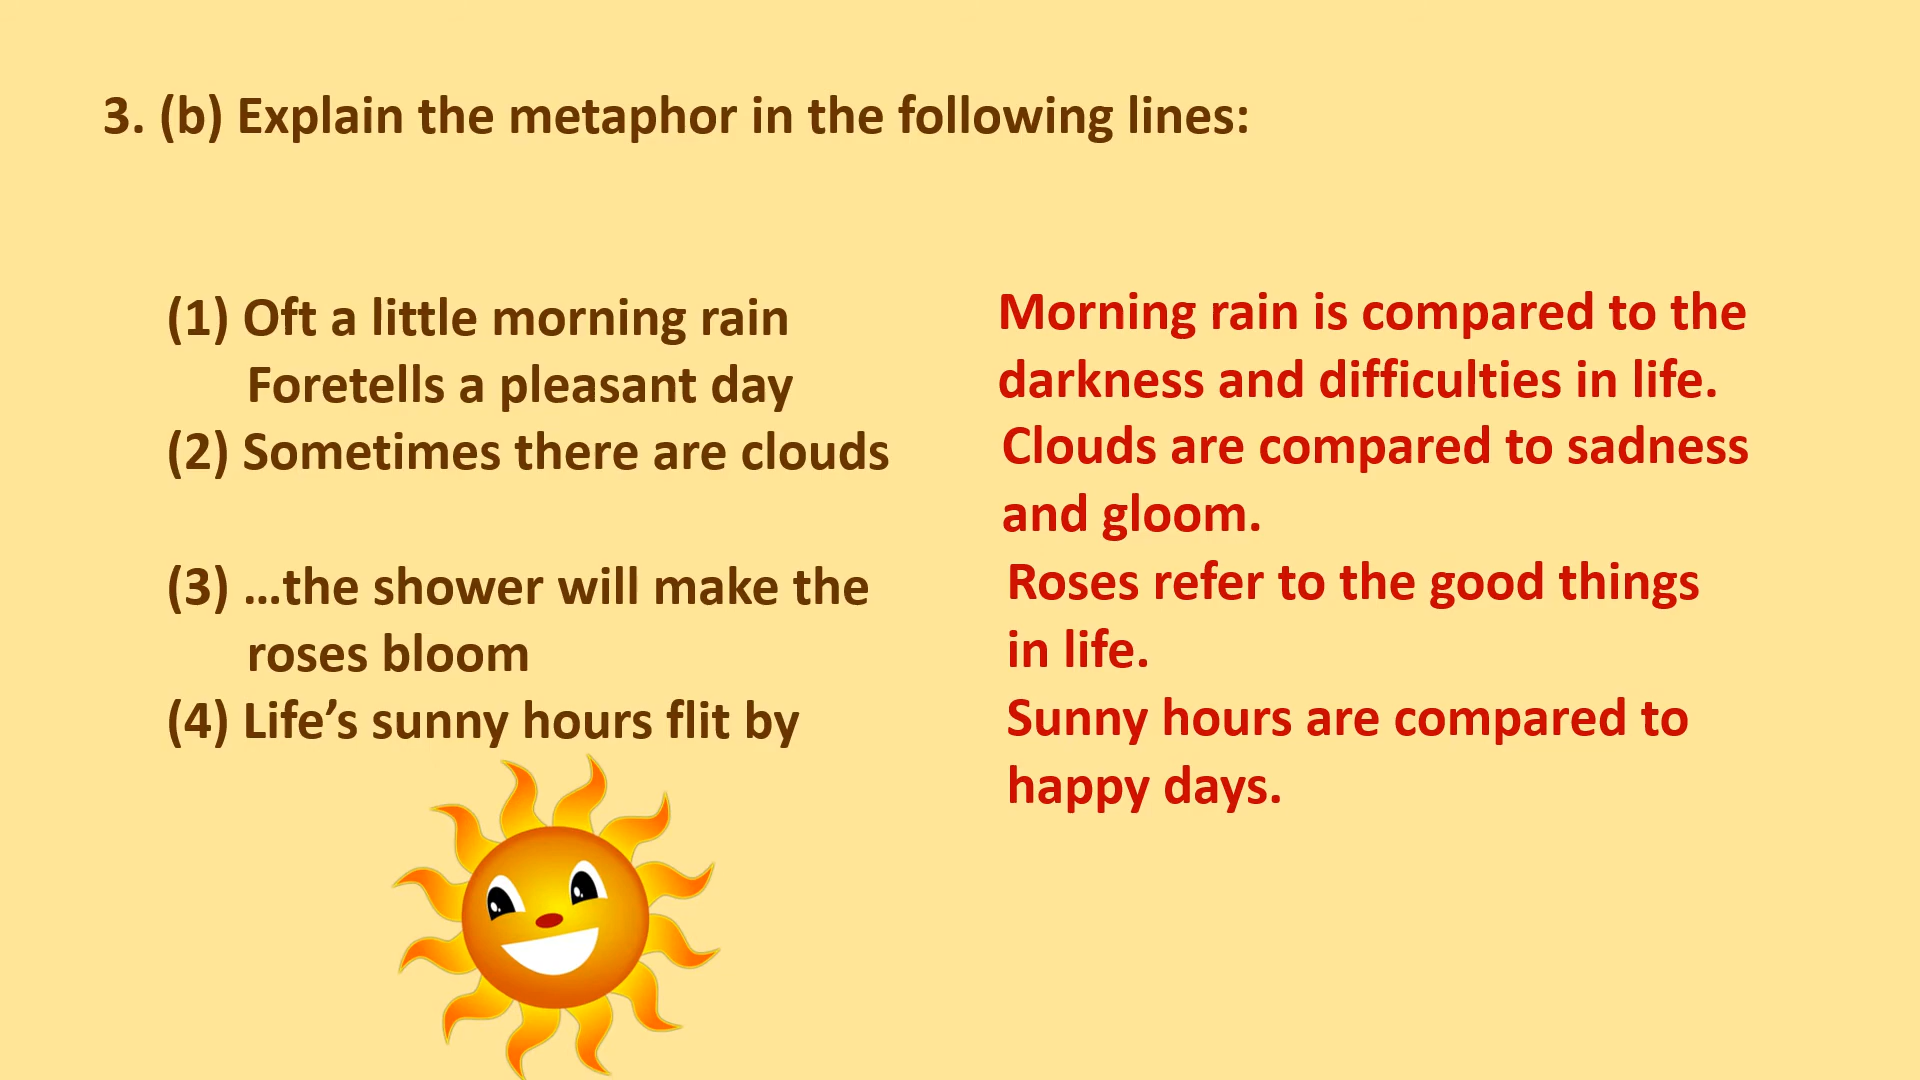 3. (b) Explain the metaphor in the following lines:
(1) Oft a little morning rain
Foretells a pleasant day
(2) Sometimes there are clouds
(3) …the shower will make the
roses bloom
(4) Life’s sunny hours flit by
Morning rain is compared to the
darkness and difficulties in life.
Clouds are compared to sadness
and gloom.
Roses refer to the good things
in life.
Sunny hours are compared to
happy days.